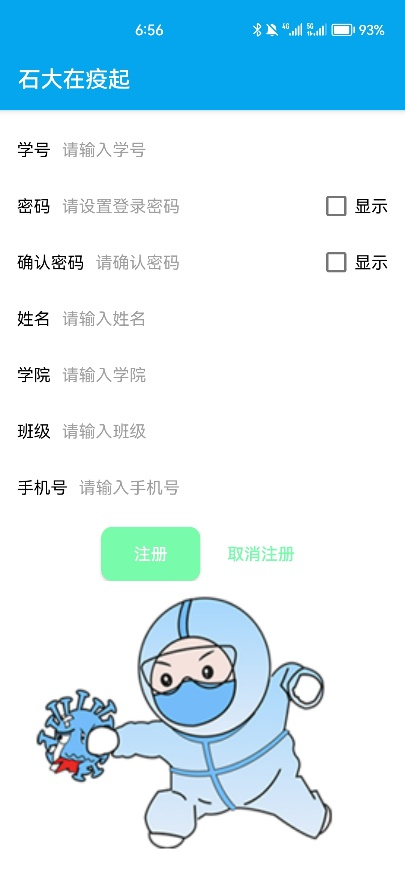 6:56 4G 5G 93%
石大在疫起
学号 请输入学号
密码 请设置登录密码 显示
确认密码 请确认密码 显示
姓名 请输入姓名
学院 请输入学院
班级 请输入班级
手机号 请输入手机号
注册 取消注册